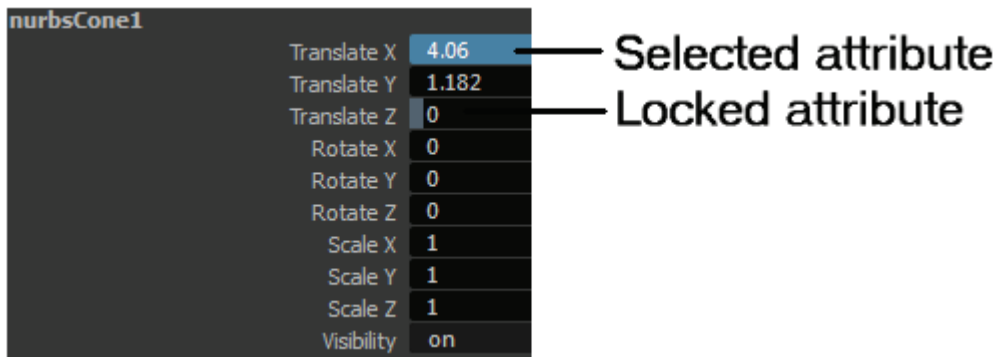 nurbsCone1
Translate X 4.06 Selected attribute
Translate Y 1.182
Translate Z 0 Locked attribute
Rotate X 0
Rotate Y 0
Rotate Z 0
Scale X 1
Scale Y 1
Scale Z 1
Visibility on